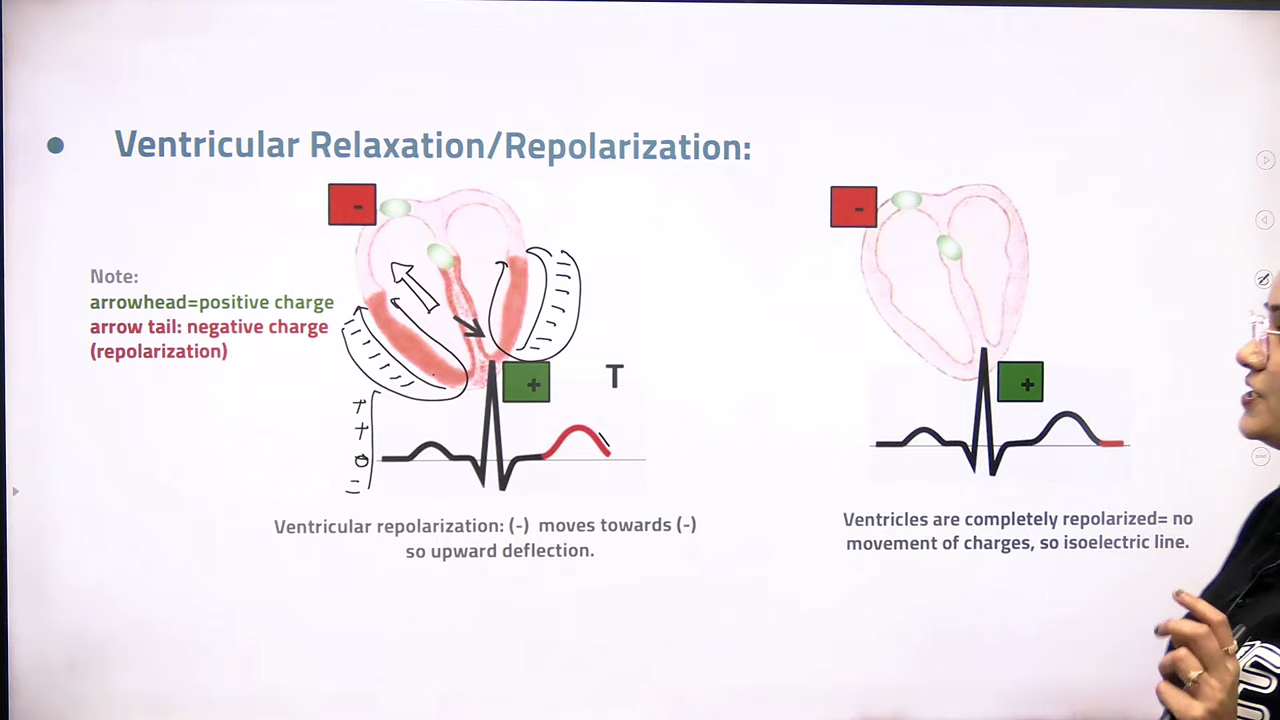 Ventricular Relaxation/Repolarization:
-
-
Note:
arrowhead=positive charge
arrow tail: negative charge
(repolarization)
+
+
T
+
+
0
=
Ventricular repolarization: (-) moves towards (-)
so upward deflection.
Ventricles are completely repolarized= no
movement of charges, so isoelectric line.